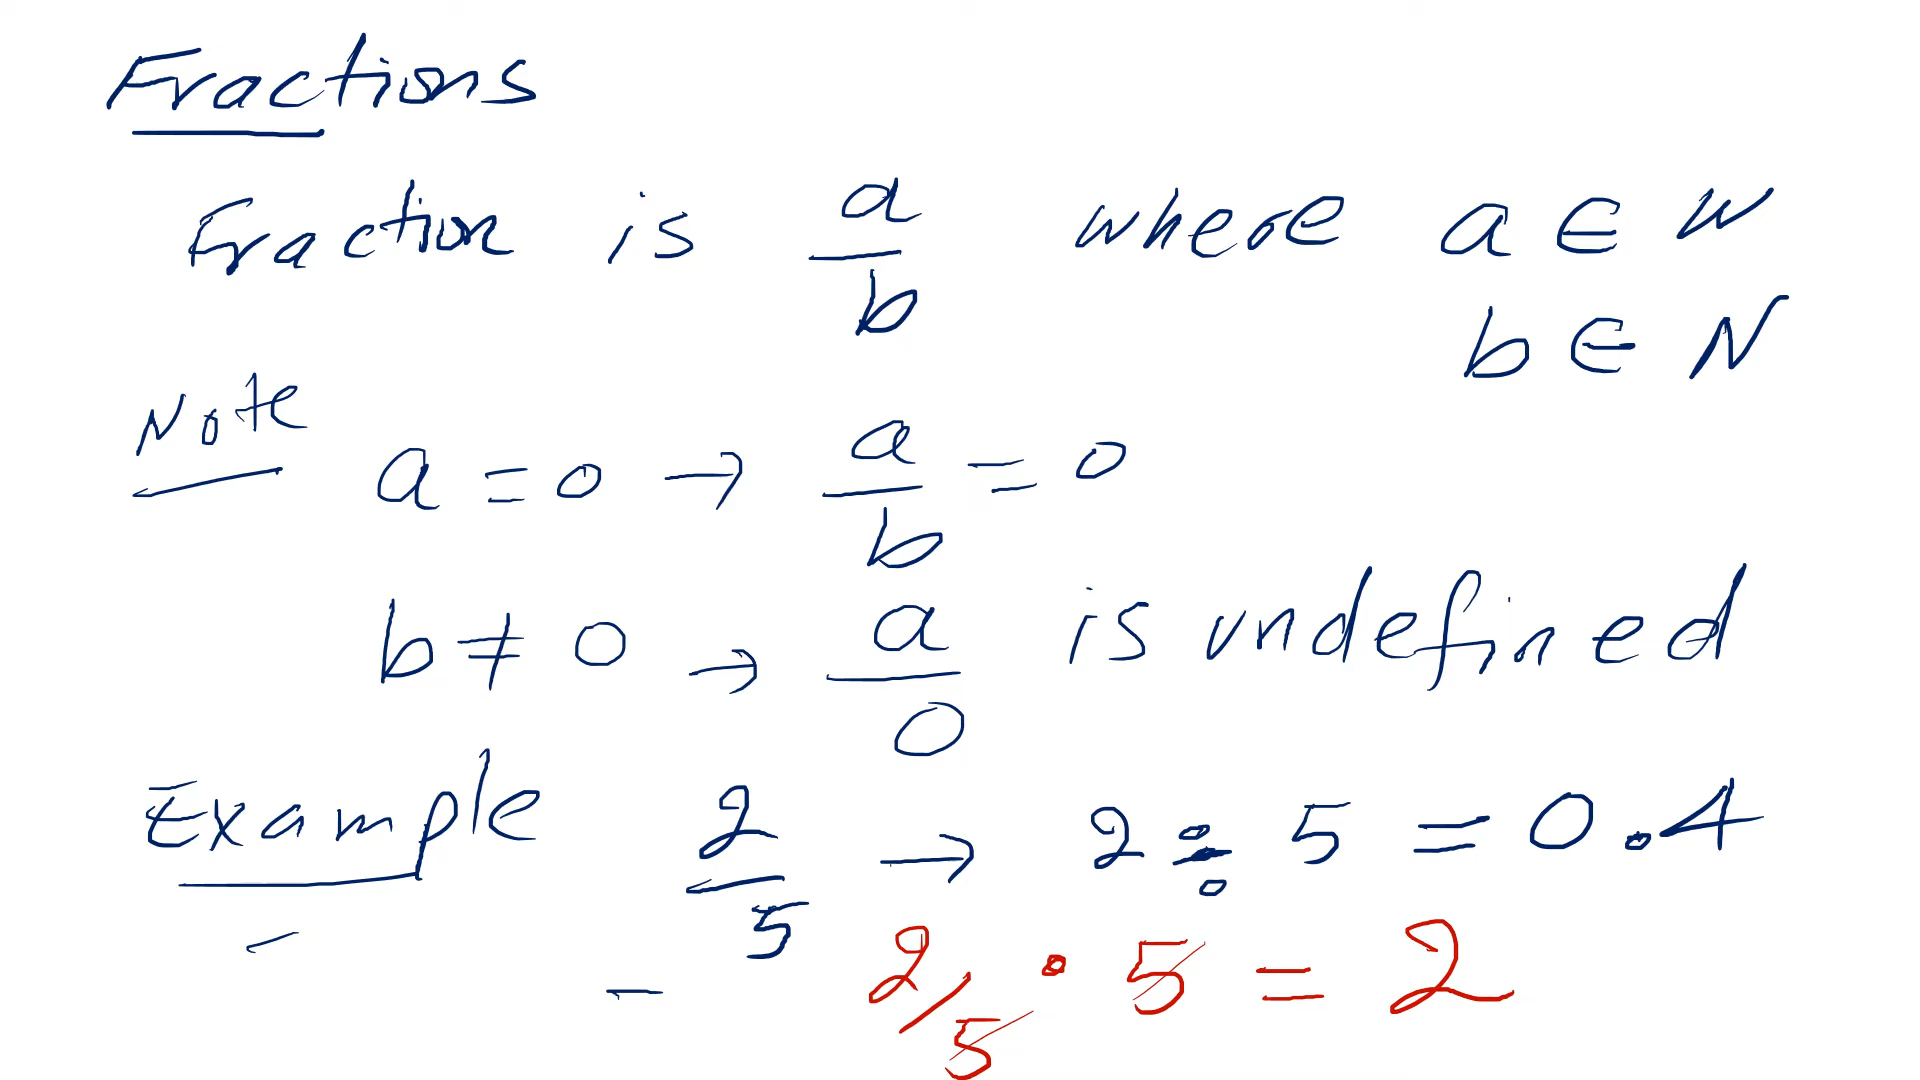 Fractions
Fraction is a/b where a ∈ W
b ∈ N
Note
a = 0 → a/b = 0
b ≠ 0 → a/0 is undefined
Example 2/5 → 2 ÷ 5 = 0.4
2/5 · 5 = 2